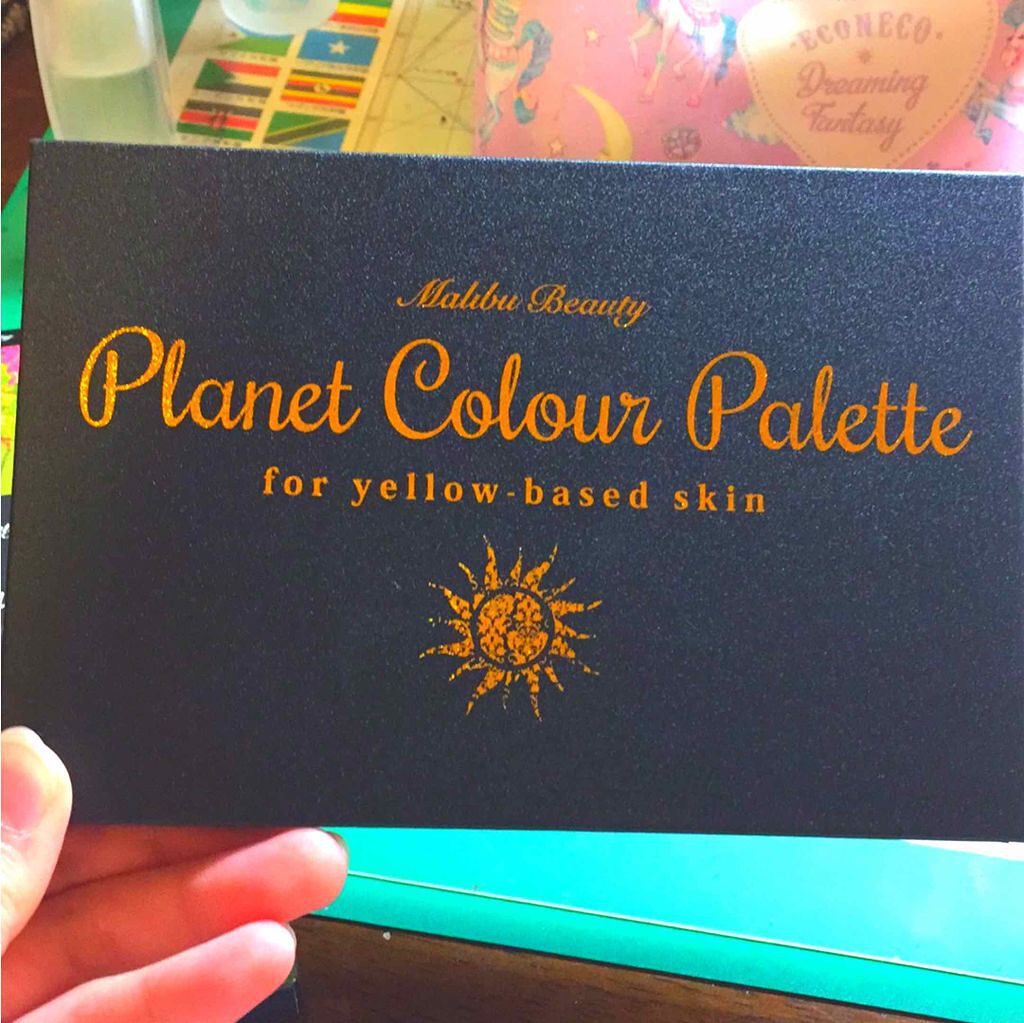 ECONECO
Dreaming
Fantasy
Malibu Beauty
Planet Colour Palette
for yellow-based skin